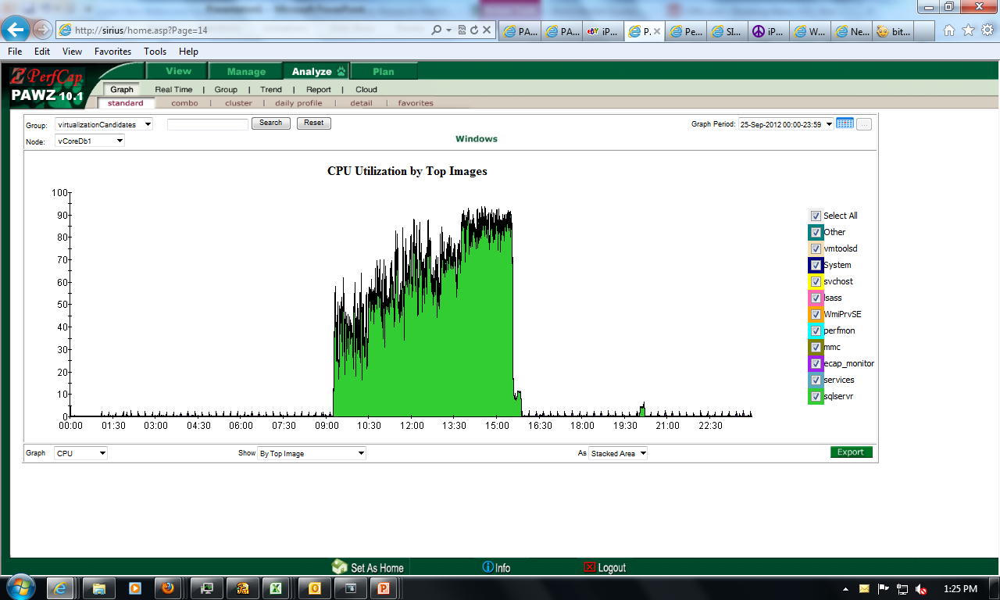 Presentation1 - Microsoft PowerPoint
http://sirius/home.asp?Page=14
PA... PA... iP... P. Pe... SI... iP... W... Ne... bit...
File Edit View Favorites Tools Help
PerfCap
PAWZ 10.1
View Manage Analyze Plan
Graph Real Time | Group | Trend | Report | Cloud
standard combo | cluster | daily profile | detail | favorites
Group: virtualizationCandidates Search Reset Graph Period: 25-Sep-2012 00:00-23:59 ...
Node: vCoreDb1
Windows
CPU Utilization by Top Images
100
90
80
70
60
50
40
30
20
10
0
00:00 01:30 03:00 04:30 06:00 07:30 09:00 10:30 12:00 13:30 15:00 16:30 18:00 19:30 21:00 22:30
Select All
Other
vmtoolsd
System
svchost
lsass
WmiPrvSE
perfmon
mmc
ecap_monitor
services
sqlservr
Graph CPU Show By Top Image As Stacked Area Export
Set As Home Info Logout
1:25 PM